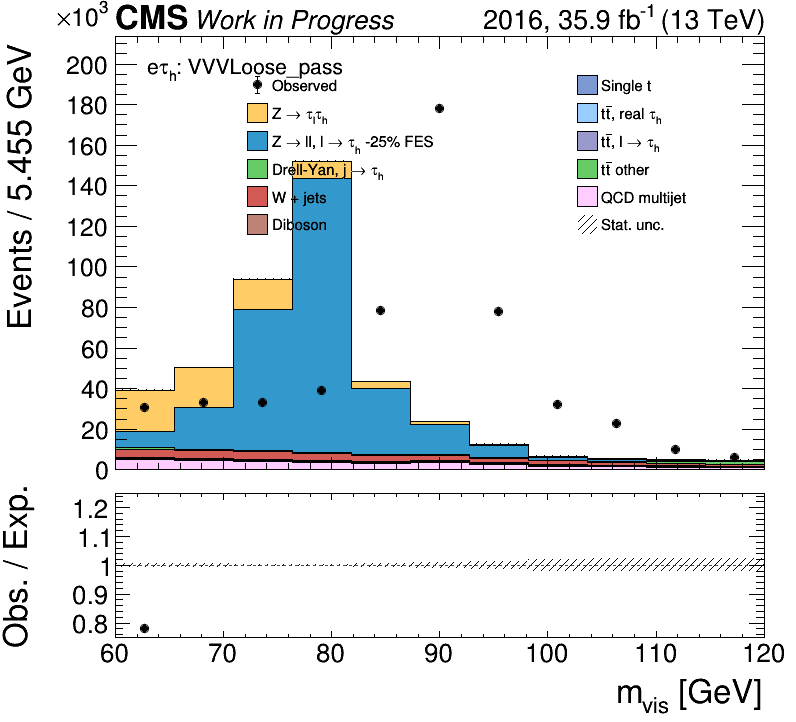 ×10³ CMS Work in Progress 2016, 35.9 fb⁻¹ (13 TeV)
eτh: VVVLoose_pass
Observed
Z → τlτh
Z → ll, l → τh -25% FES
Drell-Yan, j → τh
W + jets
Diboson
Single t
tt̄, real τh
tt̄, l → τh
tt̄ other
QCD multijet
Stat. unc.
Events / 5.455 GeV
200
180
160
140
120
100
80
60
40
20
0
Obs. / Exp.
1.2
1.1
1
0.9
0.8
60 70 80 90 100 110 120
mvis [GeV]